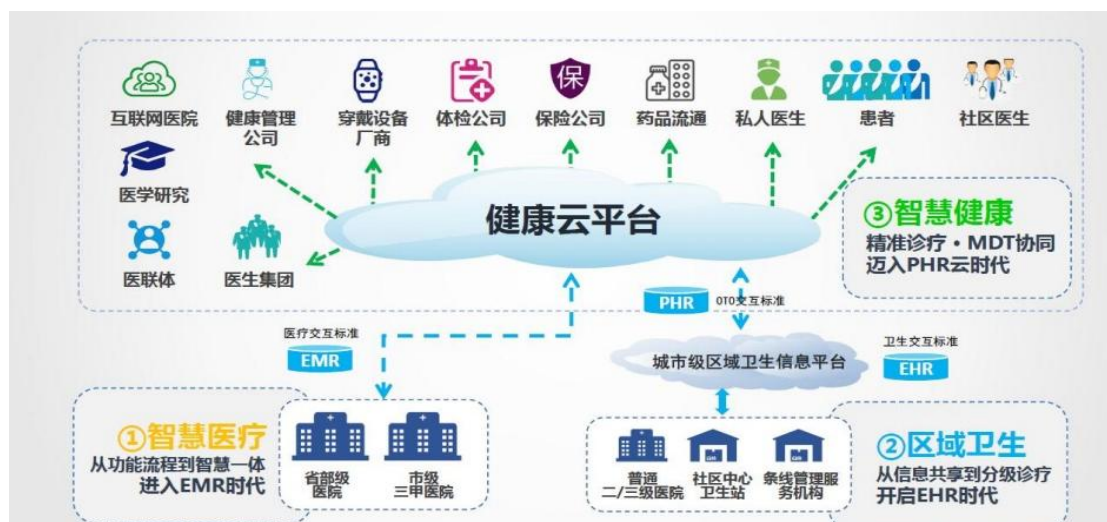 保
互联网医院
健康管理
公司
穿戴设备
厂商
体检公司
保险公司
药品流通
私人医生
患者
社区医生
医学研究
医联体
医生集团
健康云平台
③智慧健康
精准诊疗·MDT协同
迈入PHR云时代
PHR
OTO交互标准
医疗交互标准
EMR
城市级区域卫生信息平台
卫生交互标准
EHR
①智慧医疗
从功能流程到智慧一体
进入EMR时代
省部级
医院
市级
三甲医院
普通
二/三级医院
社区中心
卫生站
条线管理服
务机构
②区域卫生
从信息共享到分级诊疗
开启EHR时代